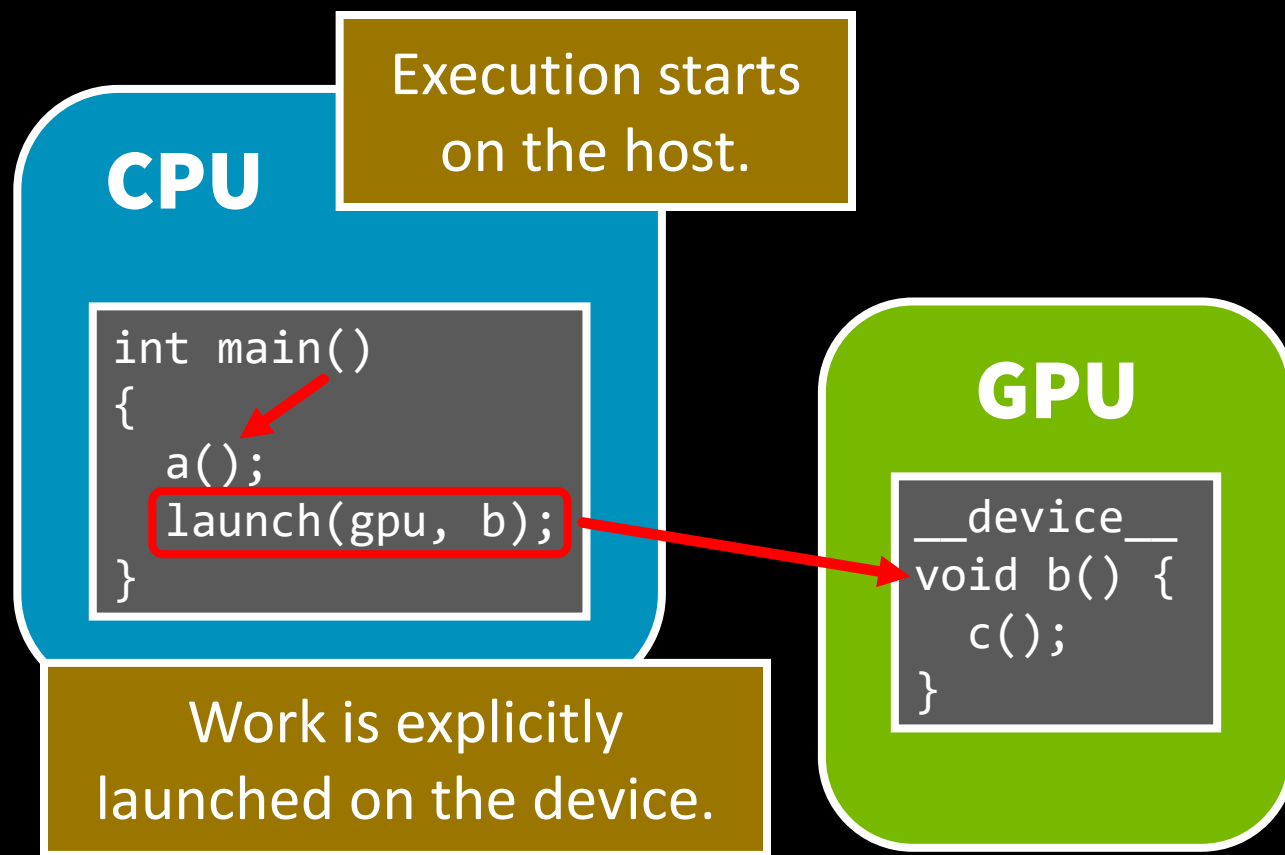 Execution starts
on the host.
CPU
int main()
{
  a();
  launch(gpu, b);
}
Work is explicitly
launched on the device.
GPU
__device__
void b() {
  c();
}